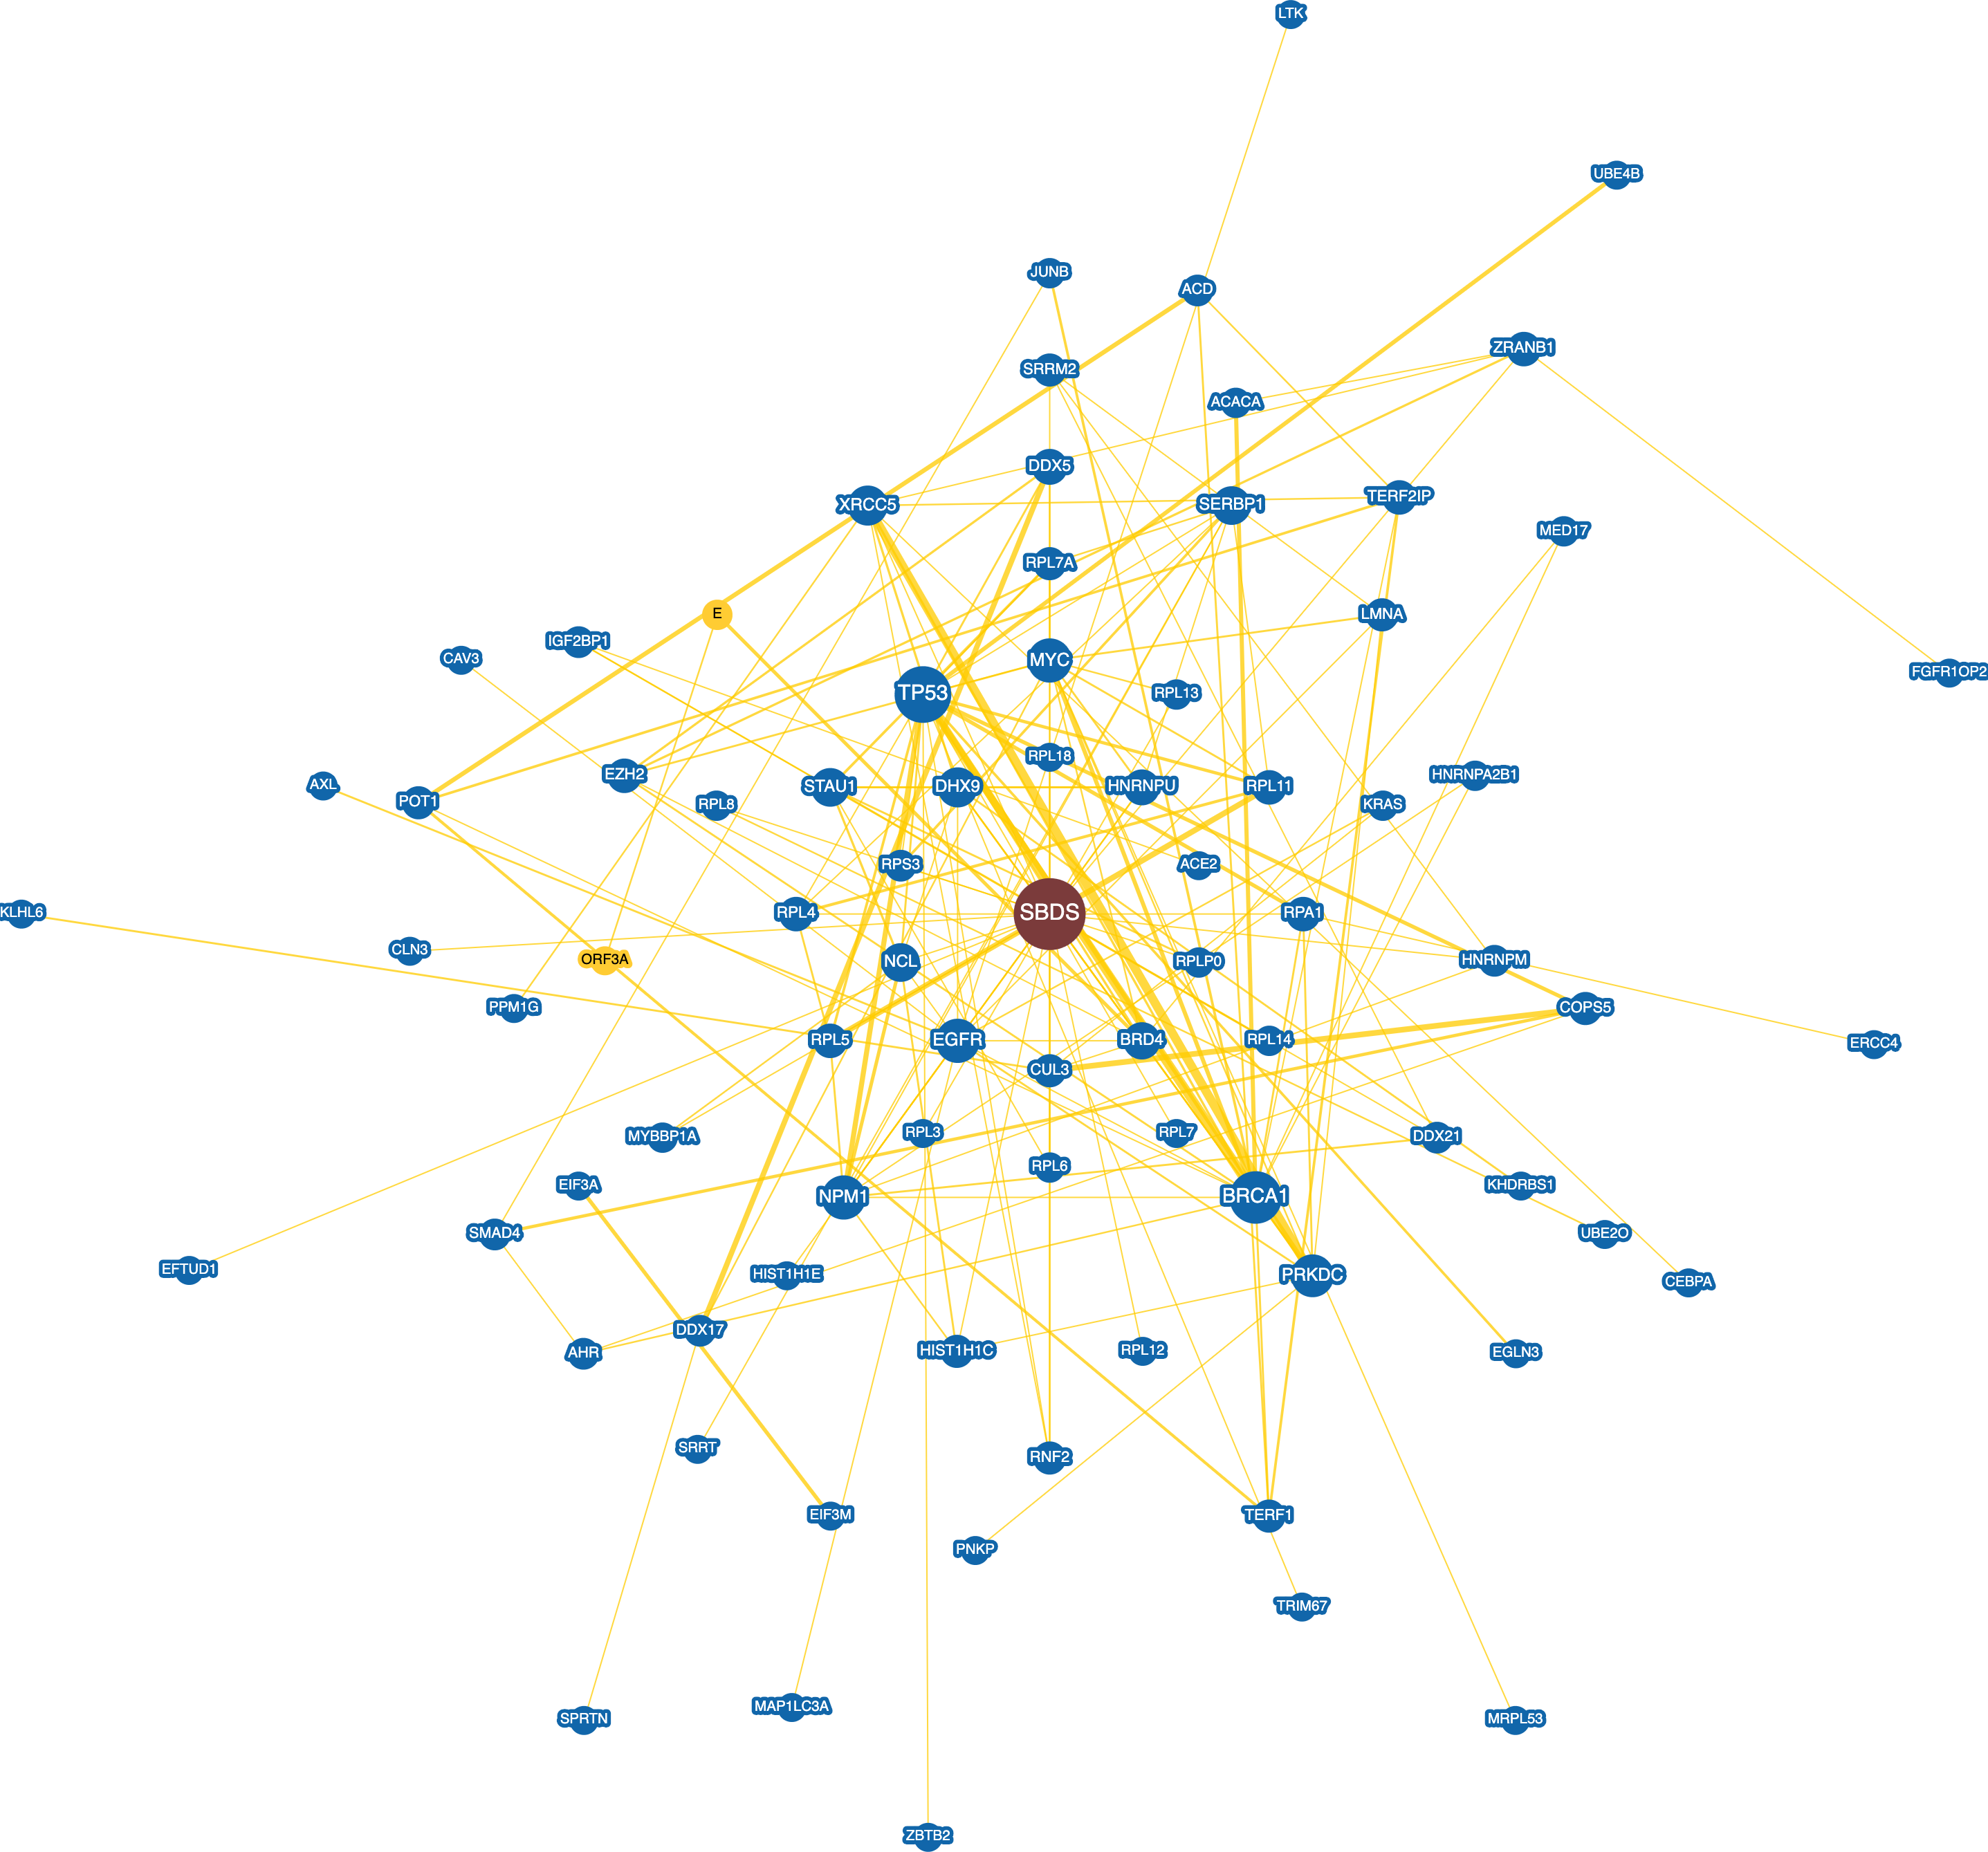 LTK
UBE4B
JUNB
ACD
ZRANB1
SRRM2
ACACA
DDX5
XRCC5
SERBP1
TERF2IP
MED17
RPL7A
E
LMNA
IGF2BP1
CAV3
MYC
FGFR1OP2
TP53
RPL13
RPL18
EZH2
HNRNPA2B1
AXL
POT1
STAU1
DHX9
HNRNPU
RPL11
RPL8
KRAS
RPS3
ACE2
KLHL6
RPL4
SBDS
RPA1
CLN3
ORF3A
NCL
RPLP0
HNRNPM
PPM1G
COPS5
RPL5
EGFR
BRD4
RPL14
ERCC4
CUL3
MYBBP1A
RPL3
RPL7
DDX21
RPL6
EIF3A
NPM1
BRCA1
KHDRBS1
SMAD4
UBE2O
EFTUD1
HIST1H1E
PRKDC
CEBPA
DDX17
AHR
HIST1H1C
RPL12
EGLN3
SRRT
RNF2
EIF3M
TERF1
PNKP
TRIM67
SPRTN
MAP1LC3A
MRPL53
ZBTB2